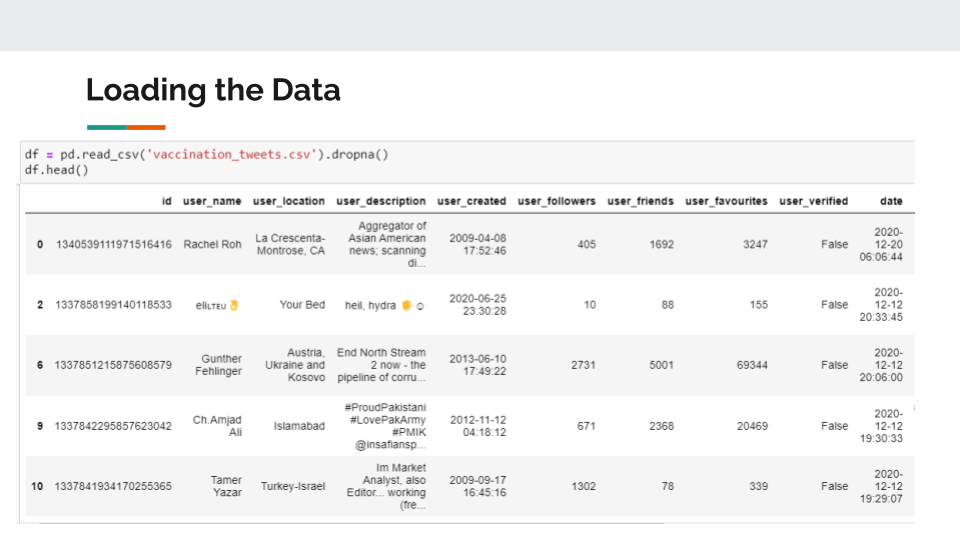 Loading the Data
df = pd.read_csv('vaccination_tweets.csv').dropna()
df.head()
id user_name user_location user_description user_created user_followers user_friends user_favourites user_verified date
0 1340539111971516416 Rachel Roh La Crescenta-Montrose, CA Aggregator of Asian American news; scanning di... 2009-04-08 17:52:46 405 1692 3247 False 2020-12-20 06:06:44
2 1337858199140118533 eli🇱🇹🇪🇺👌 Your Bed heil, hydra 🖐☺ 2020-06-25 23:30:28 10 88 155 False 2020-12-12 20:33:45
6 1337851215875608579 Gunther Fehlinger Austria, Ukraine and Kosovo End North Stream 2 now - the pipeline of corru... 2013-06-10 17:49:22 2731 5001 69344 False 2020-12-12 20:06:00
9 1337842295857623042 Ch.Amjad Ali Islamabad #ProudPakistani #LovePakArmy #PMIK @insafiansp... 2012-11-12 04:18:12 671 2368 20469 False 2020-12-12 19:30:33
10 1337841934170255365 Tamer Yazar Turkey-Israel Im Market Analyst, also Editor... working (fre... 2009-09-17 16:45:16 1302 78 339 False 2020-12-12 19:29:07